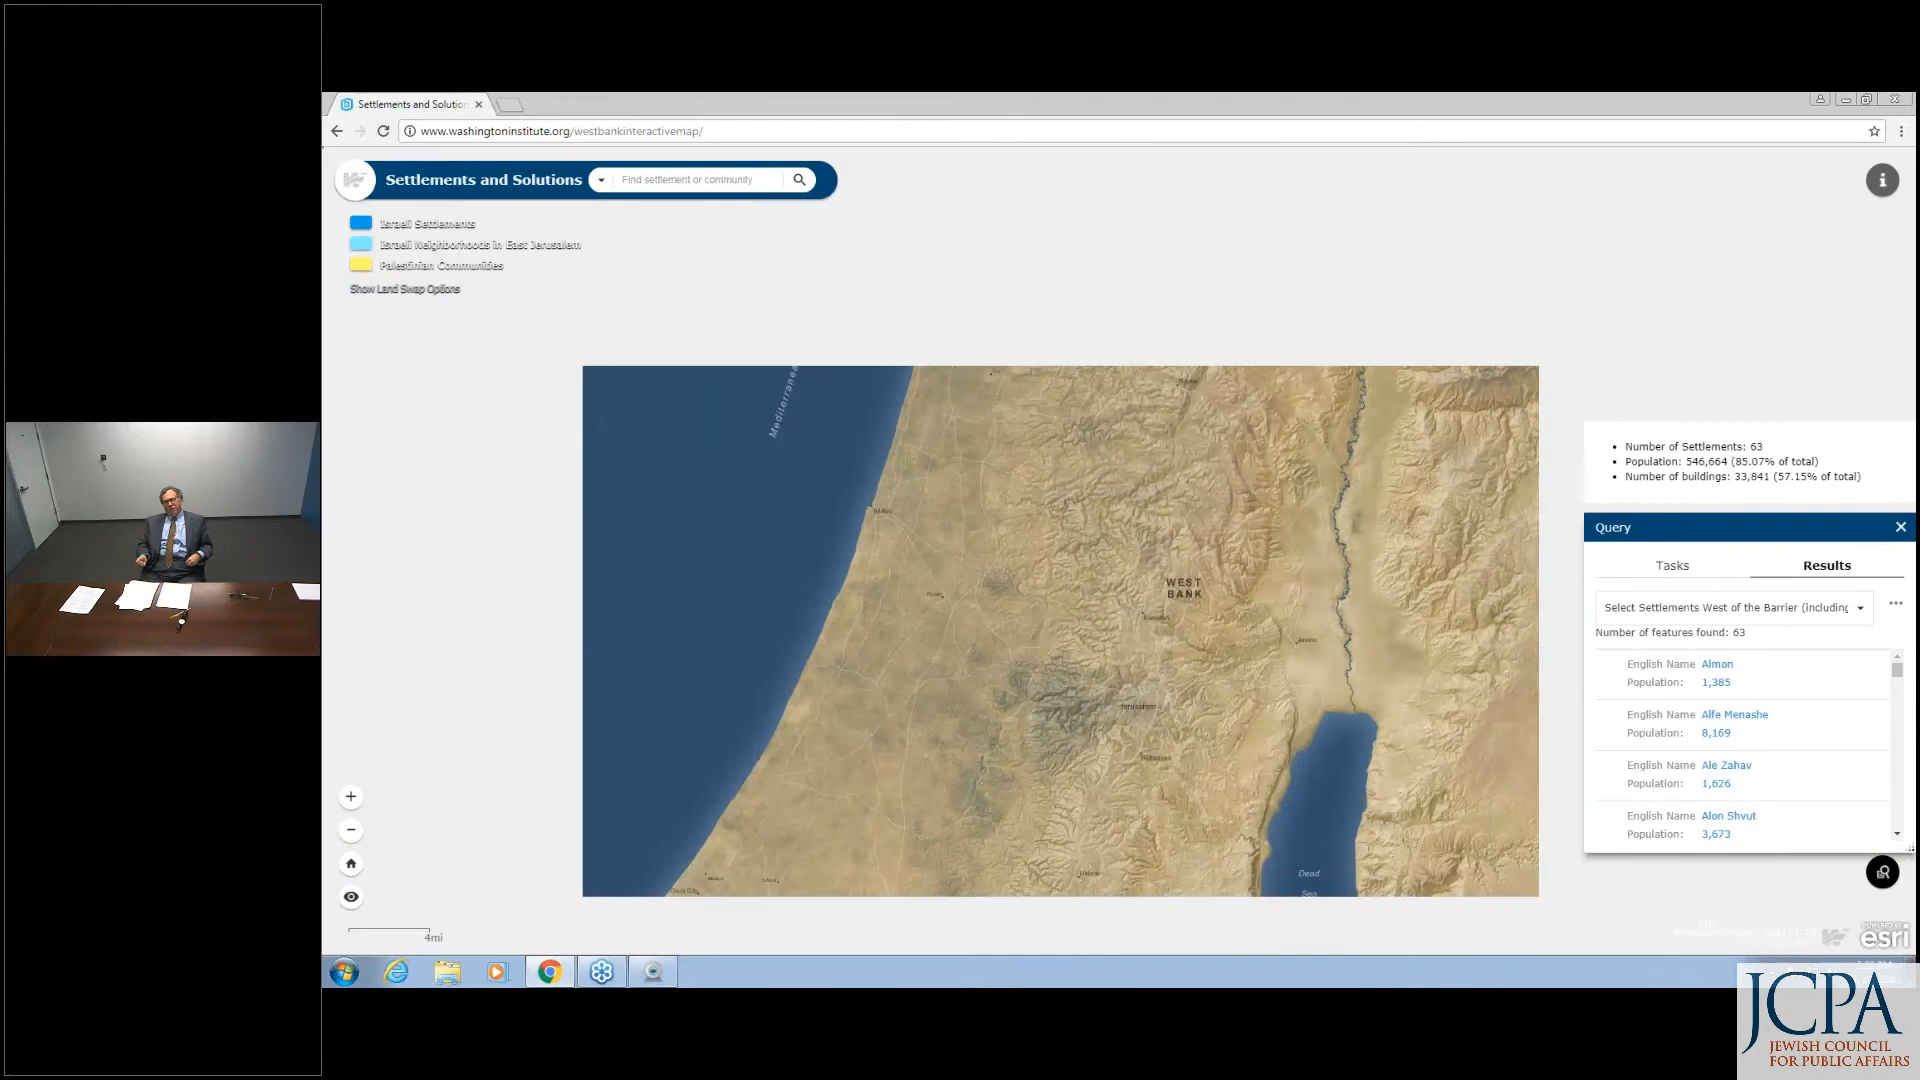 Settlements and Solution
www.washingtoninstitute.org/westbankinteractivemap/
Settlements and Solutions
Find settlement or community
Israeli Settlements
Israeli Neighborhoods in East Jerusalem
Palestinian Communities
Show Land Swap Options
Mediterranea
WEST
BANK
Jerusalem
Dead
Sea
Number of Settlements: 63
Population: 546,664 (85.07% of total)
Number of buildings: 33,841 (57.15% of total)
Query
Tasks
Results
Select Settlements West of the Barrier (including
Number of features found: 63
English Name Almon
Population: 1,385
English Name Alfe Menashe
Population: 8,169
English Name Ale Zahav
Population: 1,626
English Name Alon Shvut
Population: 3,673
4mi
POWERED BY
esri
JCPA
JEWISH COUNCIL
FOR PUBLIC AFFAIRS